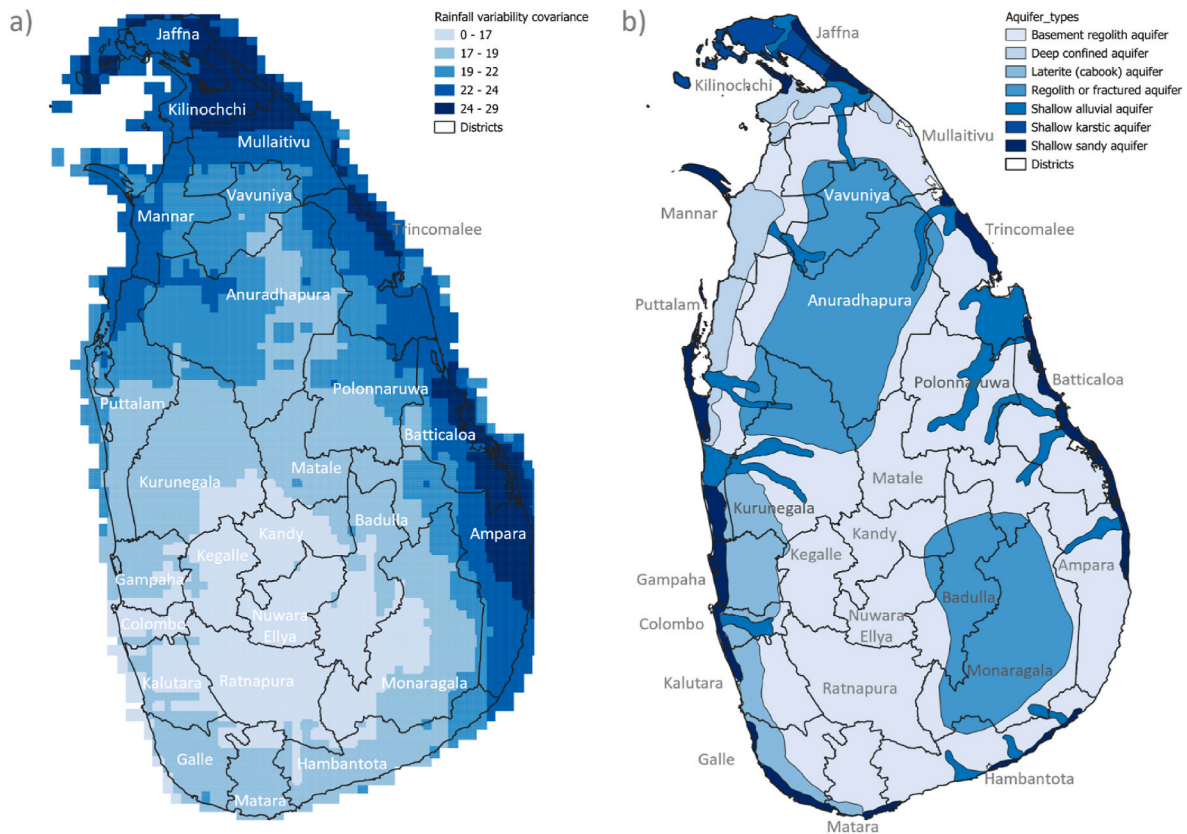 a)
Rainfall variability covariance
0 - 17
17 - 19
19 - 22
22 - 24
24 - 29
Districts
Jaffna
Kilinochchi
Mullaitivu
Vavuniya
Mannar
Trincomalee
Anuradhapura
Polonnaruwa
Puttalam
Batticaloa
Matale
Kurunegala
Badulla
Kandy
Ampara
Kegalle
Gampaha
Nuwara
Ellya
Colombo
Kalutara
Ratnapura
Monaragala
Galle
Hambantota
Matara
b)
Aquifer_types
Basement regolith aquifer
Deep confined aquifer
Laterite (cabook) aquifer
Regolith or fractured aquifer
Shallow alluvial aquifer
Shallow karstic aquifer
Shallow sandy aquifer
Districts
Jaffna
Kilinochchi
Mullaitivu
Vavuniya
Mannar
Trincomalee
Puttalam
Anuradhapura
Batticaloa
Polonnaruwa
Matale
Kurunegala
Kandy
Kegalle
Ampara
Gampaha
Badulla
Nuwara
Ellya
Colombo
Monaragala
Kalutara
Ratnapura
Galle
Hambantota
Matara